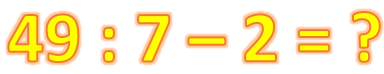 49 : 7 – 2 = ?